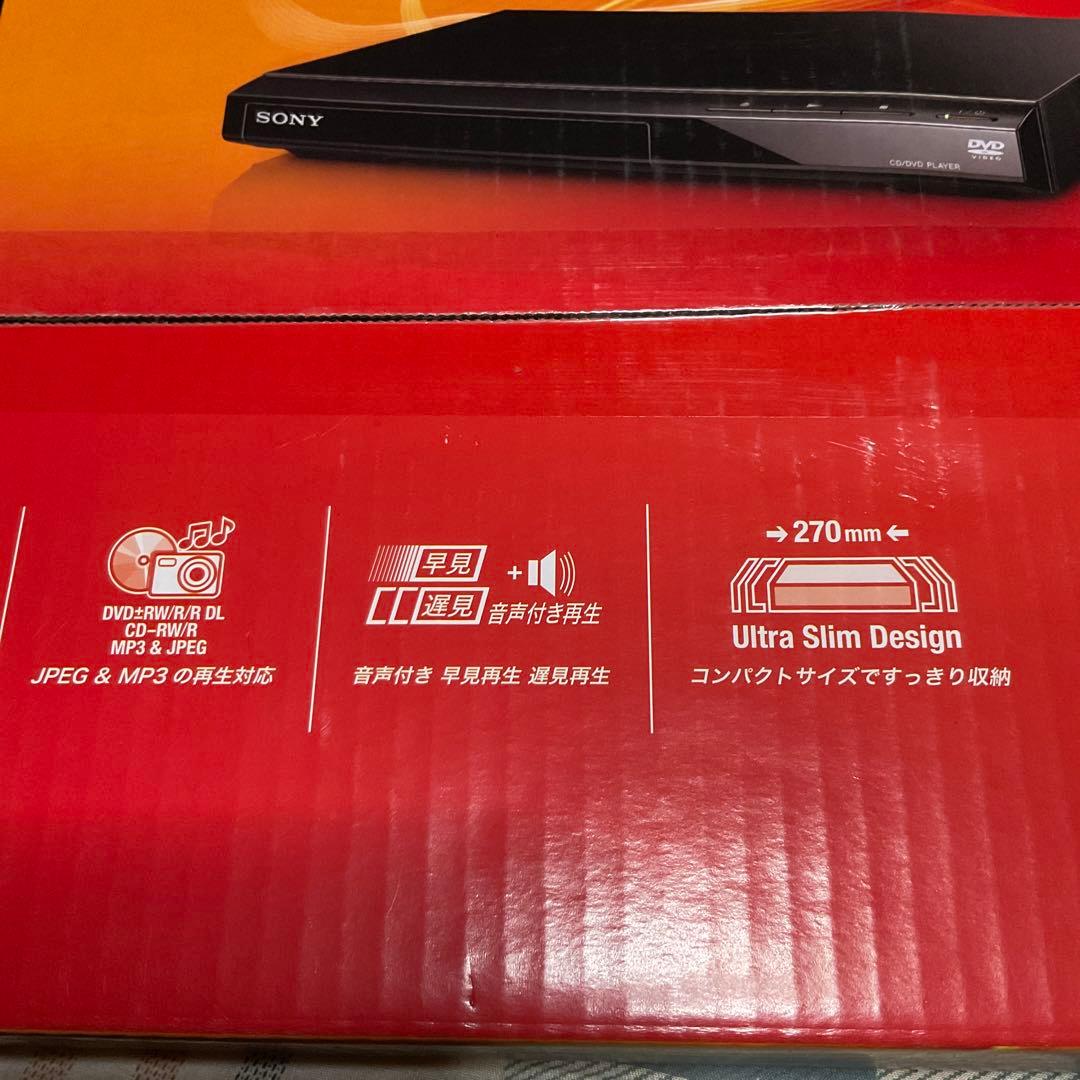 SONY
DVD
VIDEO
CD/DVD PLAYER
DVD±RW/R/R DL
CD-RW/R
MP3 & JPEG
JPEG & MP3 の再生対応
早見
遅見
+
音声付き再生
音声付き 早見再生 遅見再生
→270mm←
Ultra Slim Design
コンパクトサイズですっきり収納